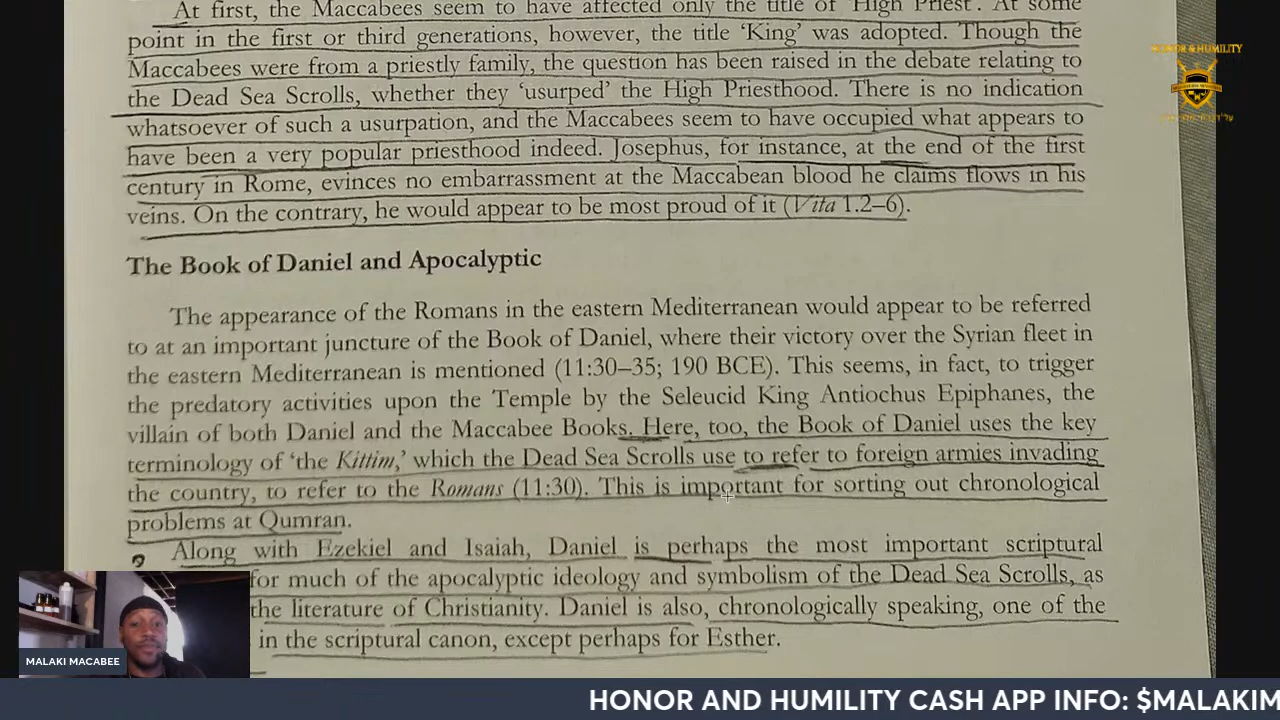 At first, the Maccabees seem to have affected only the title of 'High Priest'. At some
point in the first or third generations, however, the title 'King' was adopted. Though the
Maccabees were from a priestly family, the question has been raised in the debate relating to
the Dead Sea Scrolls, whether they 'usurped' the High Priesthood. There is no indication
whatsoever of such a usurpation, and the Maccabees seem to have occupied what appears to
have been a very popular priesthood indeed. Josephus, for instance, at the end of the first
century in Rome, evinces no embarrassment at the Maccabean blood he claims flows in his
veins. On the contrary, he would appear to be most proud of it (Vita 1.2–6).
The Book of Daniel and Apocalyptic
The appearance of the Romans in the eastern Mediterranean would appear to be referred
to at an important juncture of the Book of Daniel, where their victory over the Syrian fleet in
the eastern Mediterranean is mentioned (11:30–35; 190 BCE). This seems, in fact, to trigger
the predatory activities upon the Temple by the Seleucid King Antiochus Epiphanes, the
villain of both Daniel and the Maccabee Books. Here, too, the Book of Daniel uses the key
terminology of 'the Kittim,' which the Dead Sea Scrolls use to refer to foreign armies invading
the country, to refer to the Romans (11:30). This is important for sorting out chronological
problems at Qumran.
Along with Ezekiel and Isaiah, Daniel is perhaps the most important scriptural
for much of the apocalyptic ideology and symbolism of the Dead Sea Scrolls, as
the literature of Christianity. Daniel is also, chronologically speaking, one of the
in the scriptural canon, except perhaps for Esther.
HONOR & HUMILITY
MALAKI MACABEE
HONOR AND HUMILITY CASH APP INFO: $MALAKIM